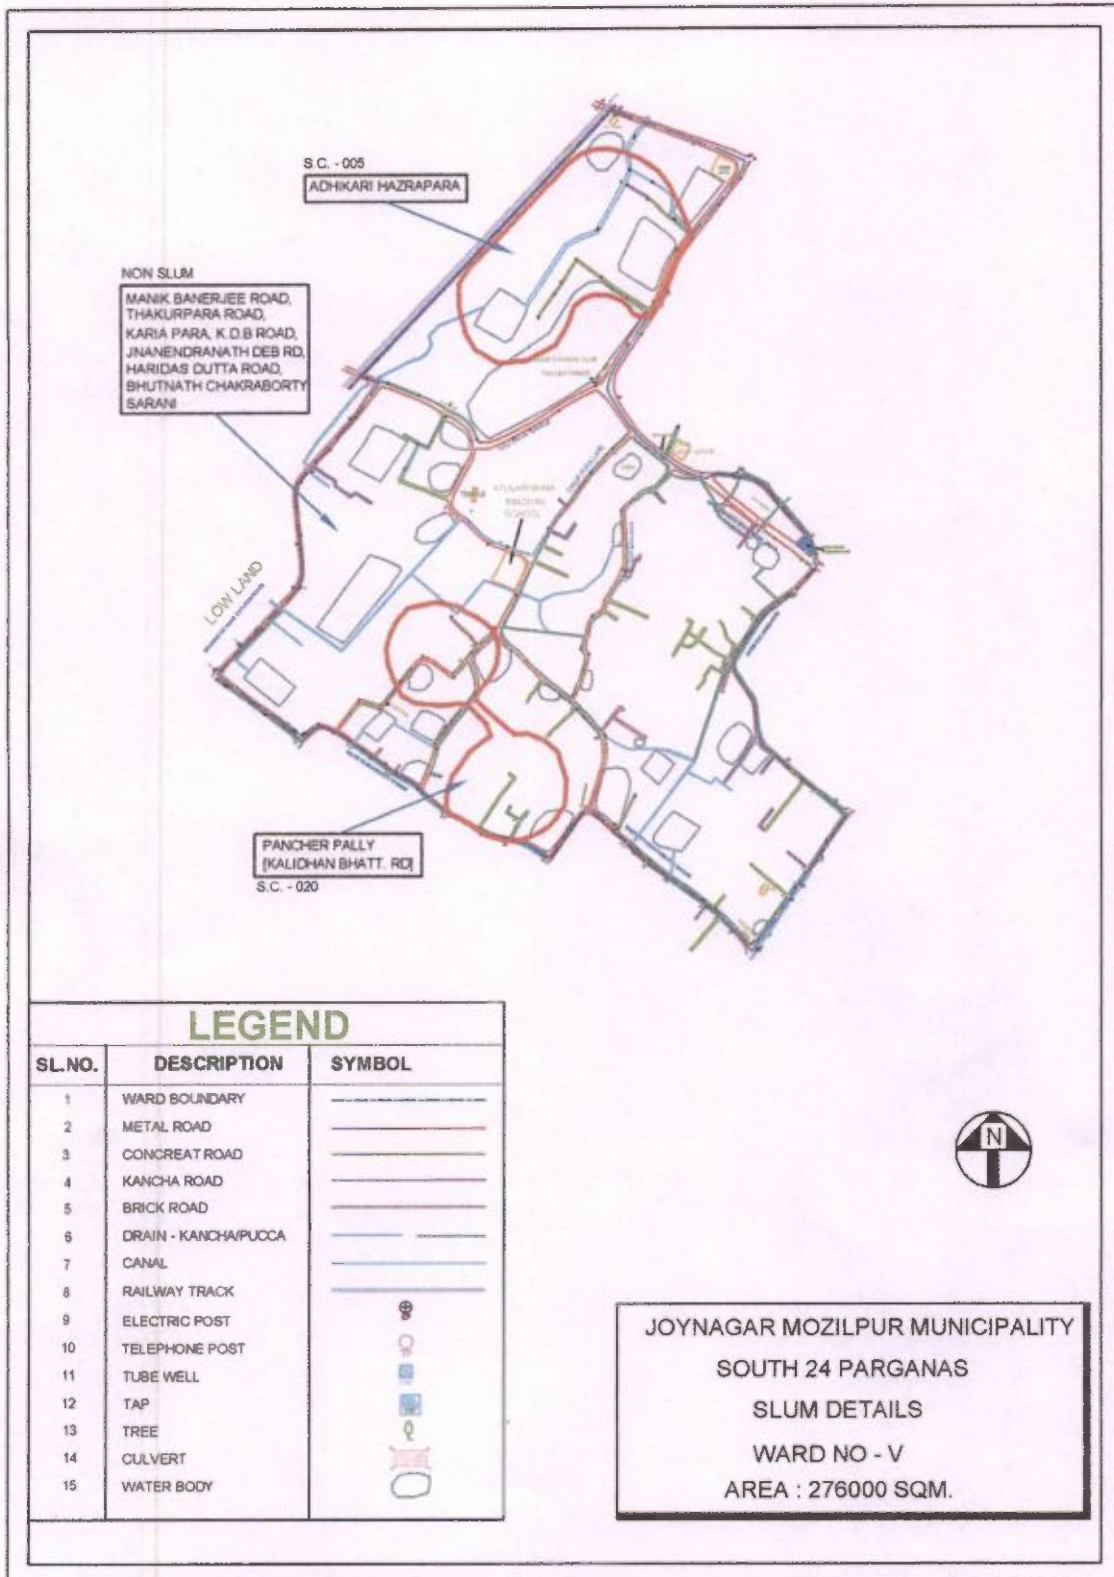 S.C. - 005
ADHIKARI HAZRAPARA
NON SLUM
MANIK BANERJEE ROAD,
THAKURPARA ROAD,
KARIA PARA, K.D.B ROAD,
JNANENDRANATH DEB RD,
HARIDAS DUTTA ROAD,
BHUTNATH CHAKRABORTY
SARANI
LOW LAND
SCHOOL
PANCHER PALLY
[KALIDHAN BHATT. RD]
S.C. - 020
LEGEND
SL.NO. DESCRIPTION SYMBOL
1 WARD BOUNDARY
2 METAL ROAD
3 CONCREAT ROAD
4 KANCHA ROAD
5 BRICK ROAD
6 DRAIN - KANCHA/PUCCA
7 CANAL
8 RAILWAY TRACK
9 ELECTRIC POST
10 TELEPHONE POST
11 TUBE WELL
12 TAP
13 TREE
14 CULVERT
15 WATER BODY
N
JOYNAGAR MOZILPUR MUNICIPALITY
SOUTH 24 PARGANAS
SLUM DETAILS
WARD NO - V
AREA : 276000 SQM.